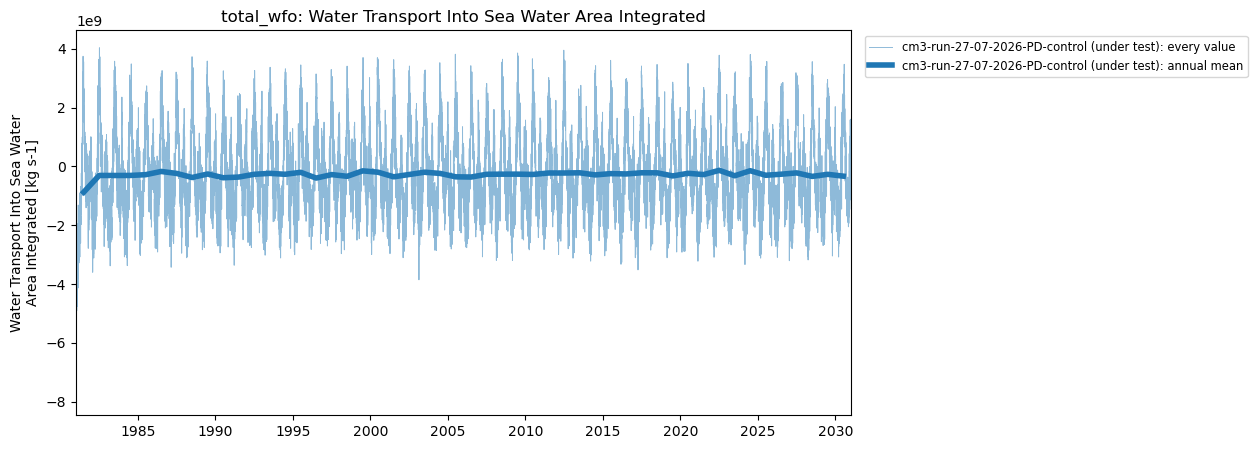 total_wfo: Water Transport Into Sea Water Area Integrated
1e9
cm3-run-27-07-2026-PD-control (under test): every value
cm3-run-27-07-2026-PD-control (under test): annual mean
Water Transport Into Sea Water
Area Integrated [kg s-1]
4
2
0
−2
−4
−6
−8
1985 1990 1995 2000 2005 2010 2015 2020 2025 2030